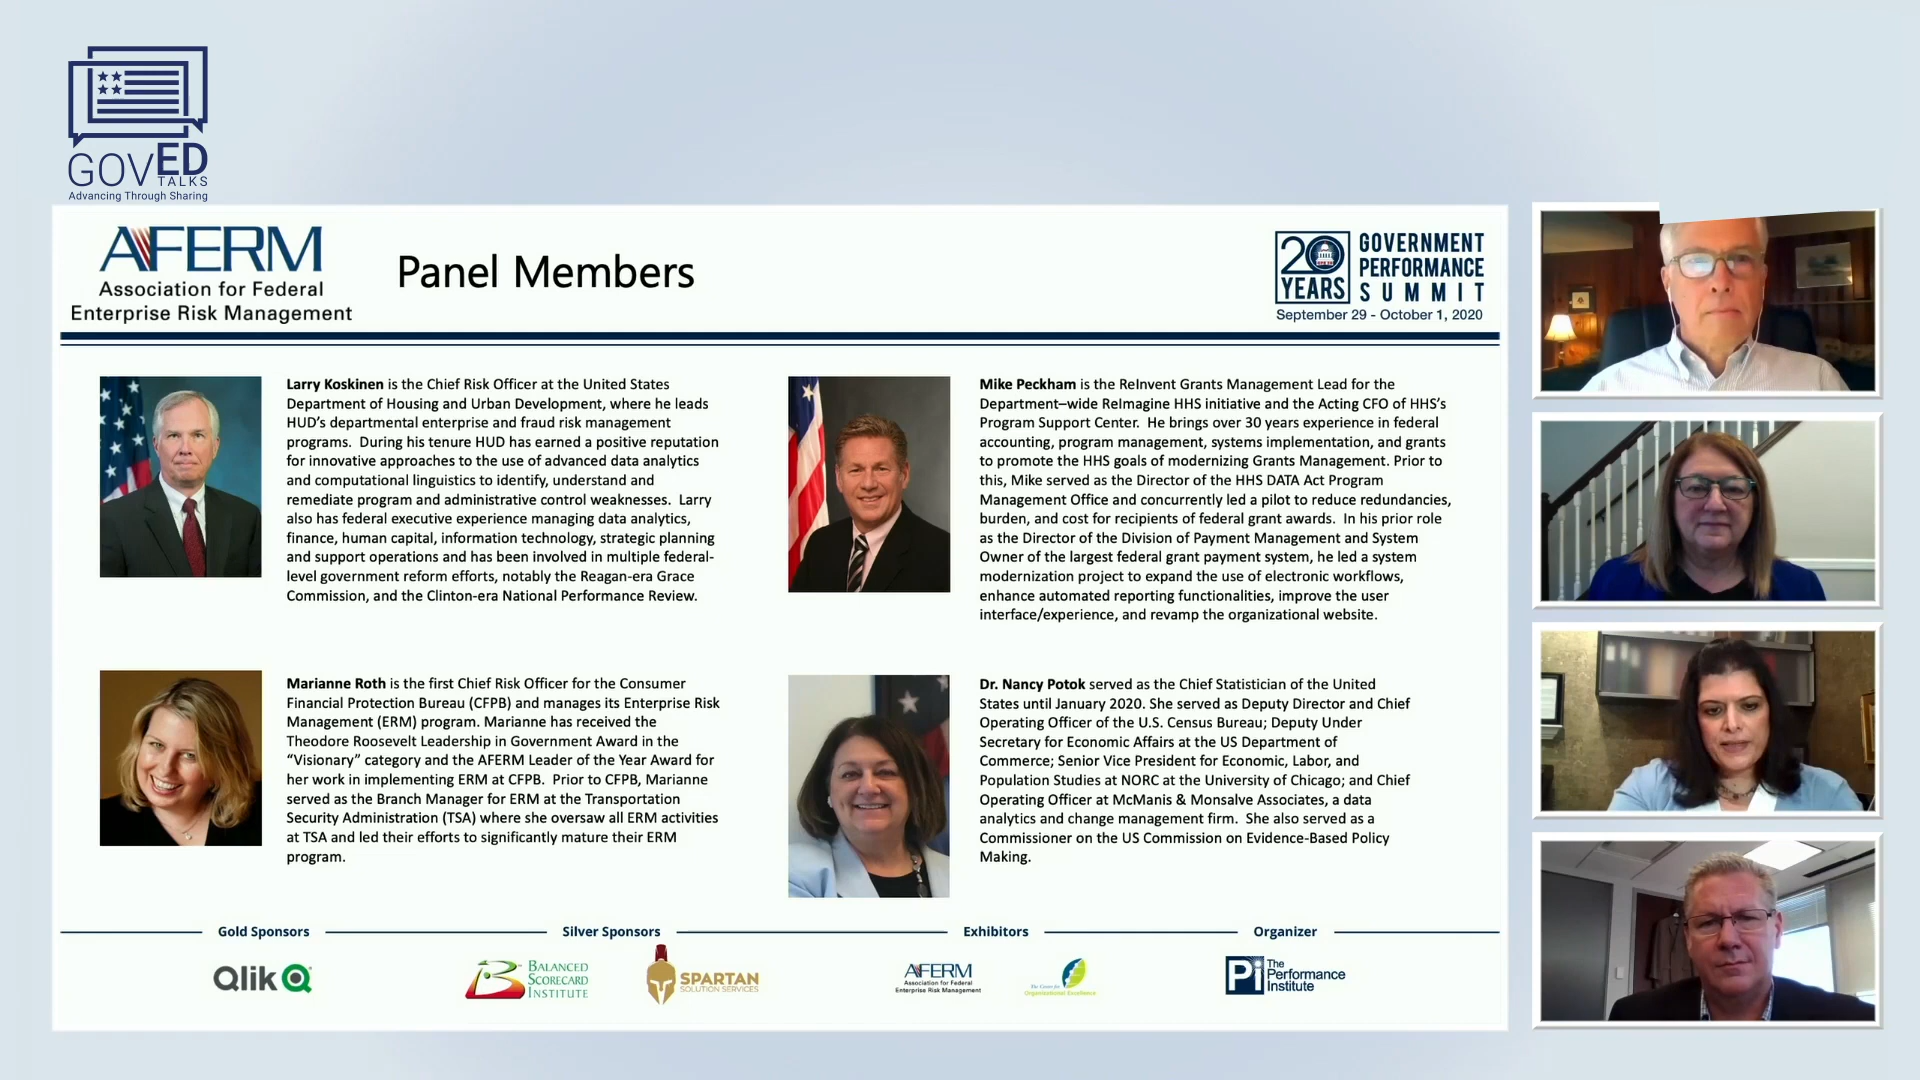 GOVED
TALKS
Advancing Through Sharing
AFERM
Association for Federal
Enterprise Risk Management
Panel Members
20
YEARS
GOVERNMENT
PERFORMANCE
SUMMIT
September 29 - October 1, 2020
Larry Koskinen is the Chief Risk Officer at the United States
Department of Housing and Urban Development, where he leads
HUD's departmental enterprise and fraud risk management
programs. During his tenure HUD has earned a positive reputation
for innovative approaches to the use of advanced data analytics
and computational linguistics to identify, understand and
remediate program and administrative control weaknesses. Larry
also has federal executive experience managing data analytics,
finance, human capital, information technology, strategic planning
and support operations and has been involved in multiple federal-
level government reform efforts, notably the Reagan-era Grace
Commission, and the Clinton-era National Performance Review.
Mike Peckham is the ReInvent Grants Management Lead for the
Department–wide ReImagine HHS initiative and the Acting CFO of HHS's
Program Support Center. He brings over 30 years experience in federal
accounting, program management, systems implementation, and grants
to promote the HHS goals of modernizing Grants Management. Prior to
this, Mike served as the Director of the HHS DATA Act Program
Management Office and concurrently led a pilot to reduce redundancies,
burden, and cost for recipients of federal grant awards. In his prior role
as the Director of the Division of Payment Management and System
Owner of the largest federal grant payment system, he led a system
modernization project to expand the use of electronic workflows,
enhance automated reporting functionalities, improve the user
interface/experience, and revamp the organizational website.
Marianne Roth is the first Chief Risk Officer for the Consumer
Financial Protection Bureau (CFPB) and manages its Enterprise Risk
Management (ERM) program. Marianne has received the
Theodore Roosevelt Leadership in Government Award in the
“Visionary” category and the AFERM Leader of the Year Award for
her work in implementing ERM at CFPB. Prior to CFPB, Marianne
served as the Branch Manager for ERM at the Transportation
Security Administration (TSA) where she oversaw all ERM activities
at TSA and led their efforts to significantly mature their ERM
program.
Dr. Nancy Potok served as the Chief Statistician of the United
States until January 2020. She served as Deputy Director and Chief
Operating Officer of the U.S. Census Bureau; Deputy Under
Secretary for Economic Affairs at the US Department of
Commerce; Senior Vice President for Economic, Labor, and
Population Studies at NORC at the University of Chicago; and Chief
Operating Officer at McManis & Monsalve Associates, a data
analytics and change management firm. She also served as a
Commissioner on the US Commission on Evidence-Based Policy
Making.
Gold Sponsors
Silver Sponsors
Exhibitors
Organizer
Qlik
BALANCED
SCORECARD
INSTITUTE
SPARTAN
SOLUTION SERVICES
AFERM
Association for Federal
Enterprise Risk Management
The Center for
Organizational Excellence
Pi
The
Performance
Institute